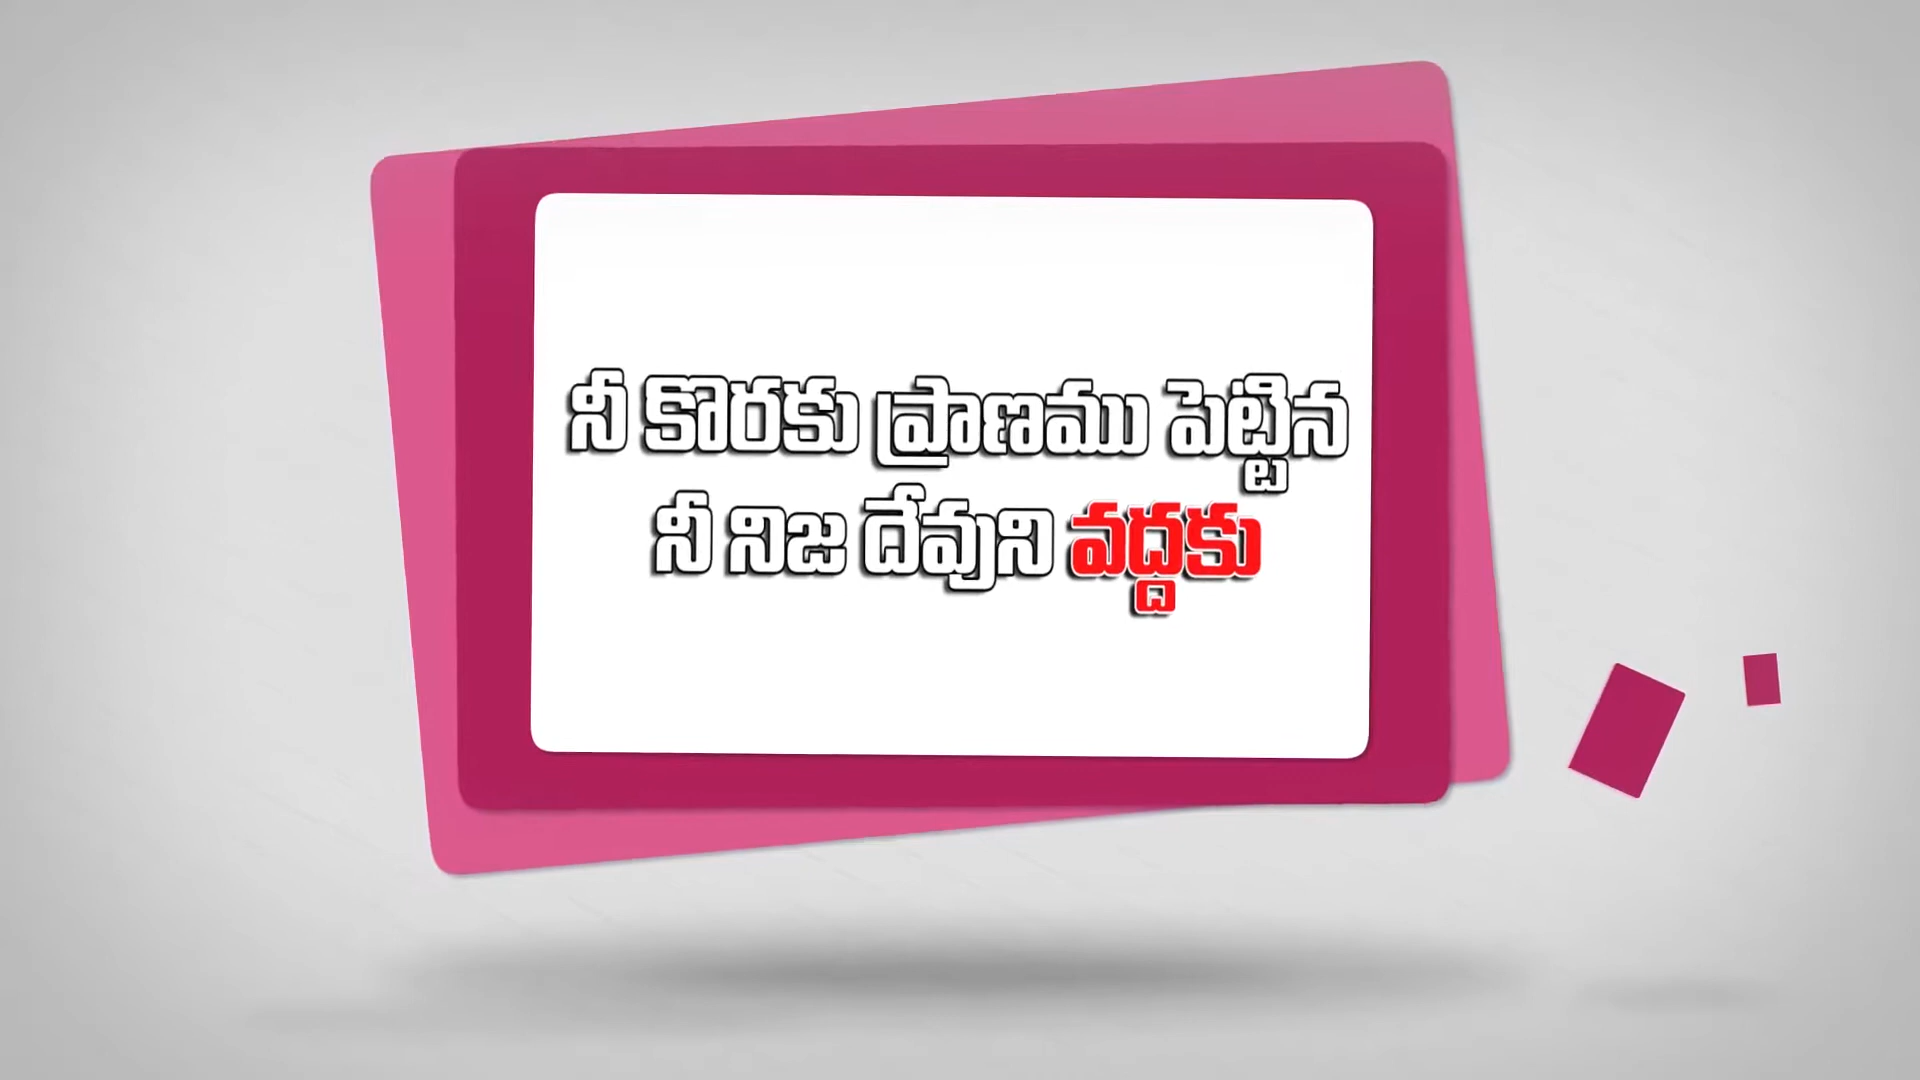 నీ కొరకు ప్రాణము పెట్టిన
నీ నిజ దేవుని వద్దకు